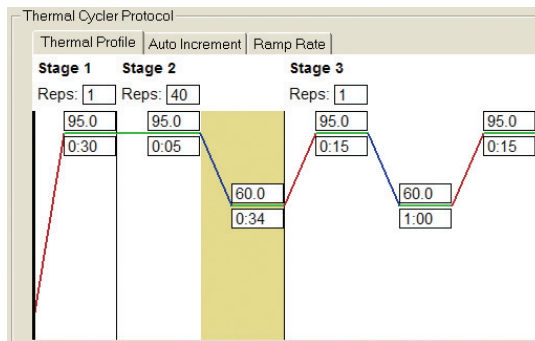 Thermal Cycler Protocol
Thermal Profile Auto Increment Ramp Rate
Stage 1 Stage 2 Stage 3
Reps: 1 Reps: 40 Reps: 1
95.0 95.0 95.0 95.0
0:30 0:05 0:15 0:15
60.0 60.0
0:34 1:00